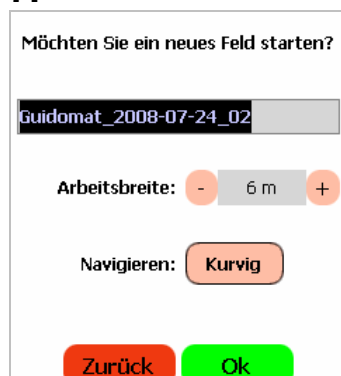 Möchten Sie ein neues Feld starten?
Guidomat_2008-07-24_02
Arbeitsbreite: - 6 m +
Navigieren: Kurvig
Zurück Ok